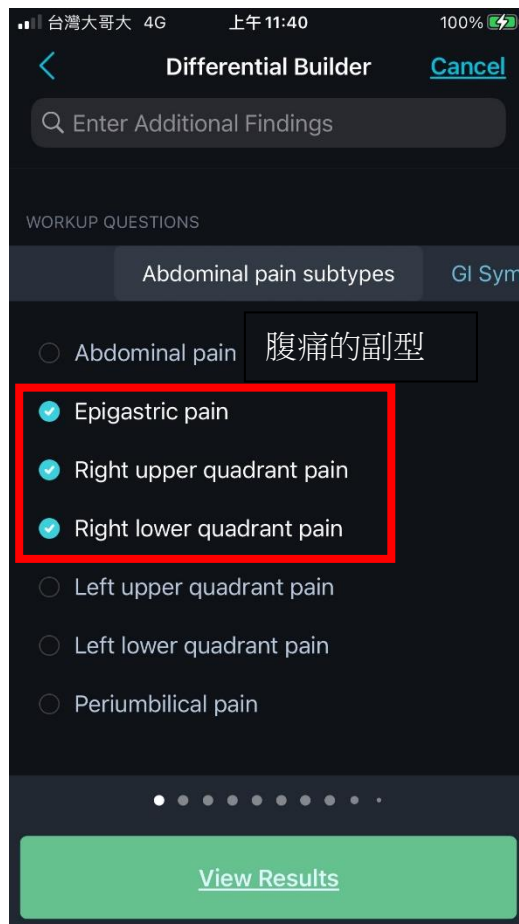 台灣大哥大 4G 上午11:40 100%
Differential Builder Cancel
Enter Additional Findings
WORKUP QUESTIONS
Abdominal pain subtypes GI Sym
Abdominal pain 腹痛的副型
Epigastric pain
Right upper quadrant pain
Right lower quadrant pain
Left upper quadrant pain
Left lower quadrant pain
Periumbilical pain
View Results